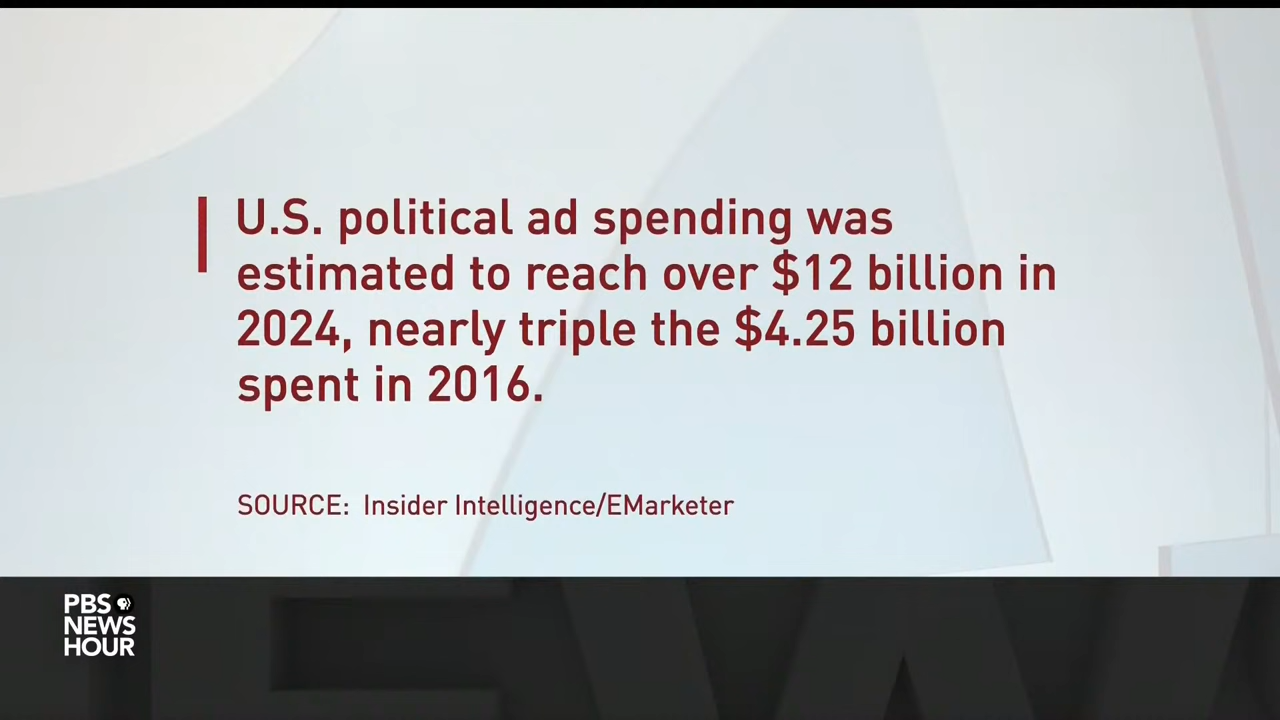 U.S. political ad spending was
estimated to reach over $12 billion in
2024, nearly triple the $4.25 billion
spent in 2016.
SOURCE: Insider Intelligence/EMarketer
PBS
NEWS
HOUR